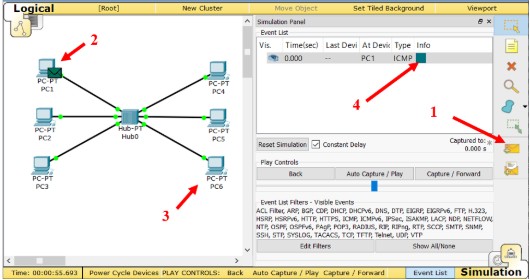 Logical [Root] New Cluster Move Object Set Tiled Background Viewport
2
PC-PT
PC1
PC-PT
PC4
PC-PT
PC2
Hub-PT
Hub0
PC-PT
PC5
PC-PT
PC3
3
PC-PT
PC6
Simulation Panel
Event List
Vis. Time(sec) Last Devi At Devic Type Info
0.000 -- PC1 ICMP
4
1
Reset Simulation Constant Delay Captured to:
0.000 s
Play Controls
Back Auto Capture / Play Capture / Forward
Event List Filters - Visible Events
ACL Filter, ARP, BGP, CDP, DHCP, DHCPv6, DNS, DTP, EIGRP, EIGRPv6, FTP, H.323,
HSRP, HSRPv6, HTTP, HTTPS, ICMP, ICMPv6, IPSec, ISAKMP, LACP, NDP, NETFLOW,
NTP, OSPF, OSPFv6, PAgP, POP3, RADIUS, RIP, RIPng, RTP, SCCP, SMTP, SNMP,
SSH, STP, SYSLOG, TACACS, TCP, TFTP, Telnet, UDP, VTP
Edit Filters Show All/None
Time: 00:00:55.693 Power Cycle Devices PLAY CONTROLS: Back Auto Capture / Play Capture / Forward Event List Simulation